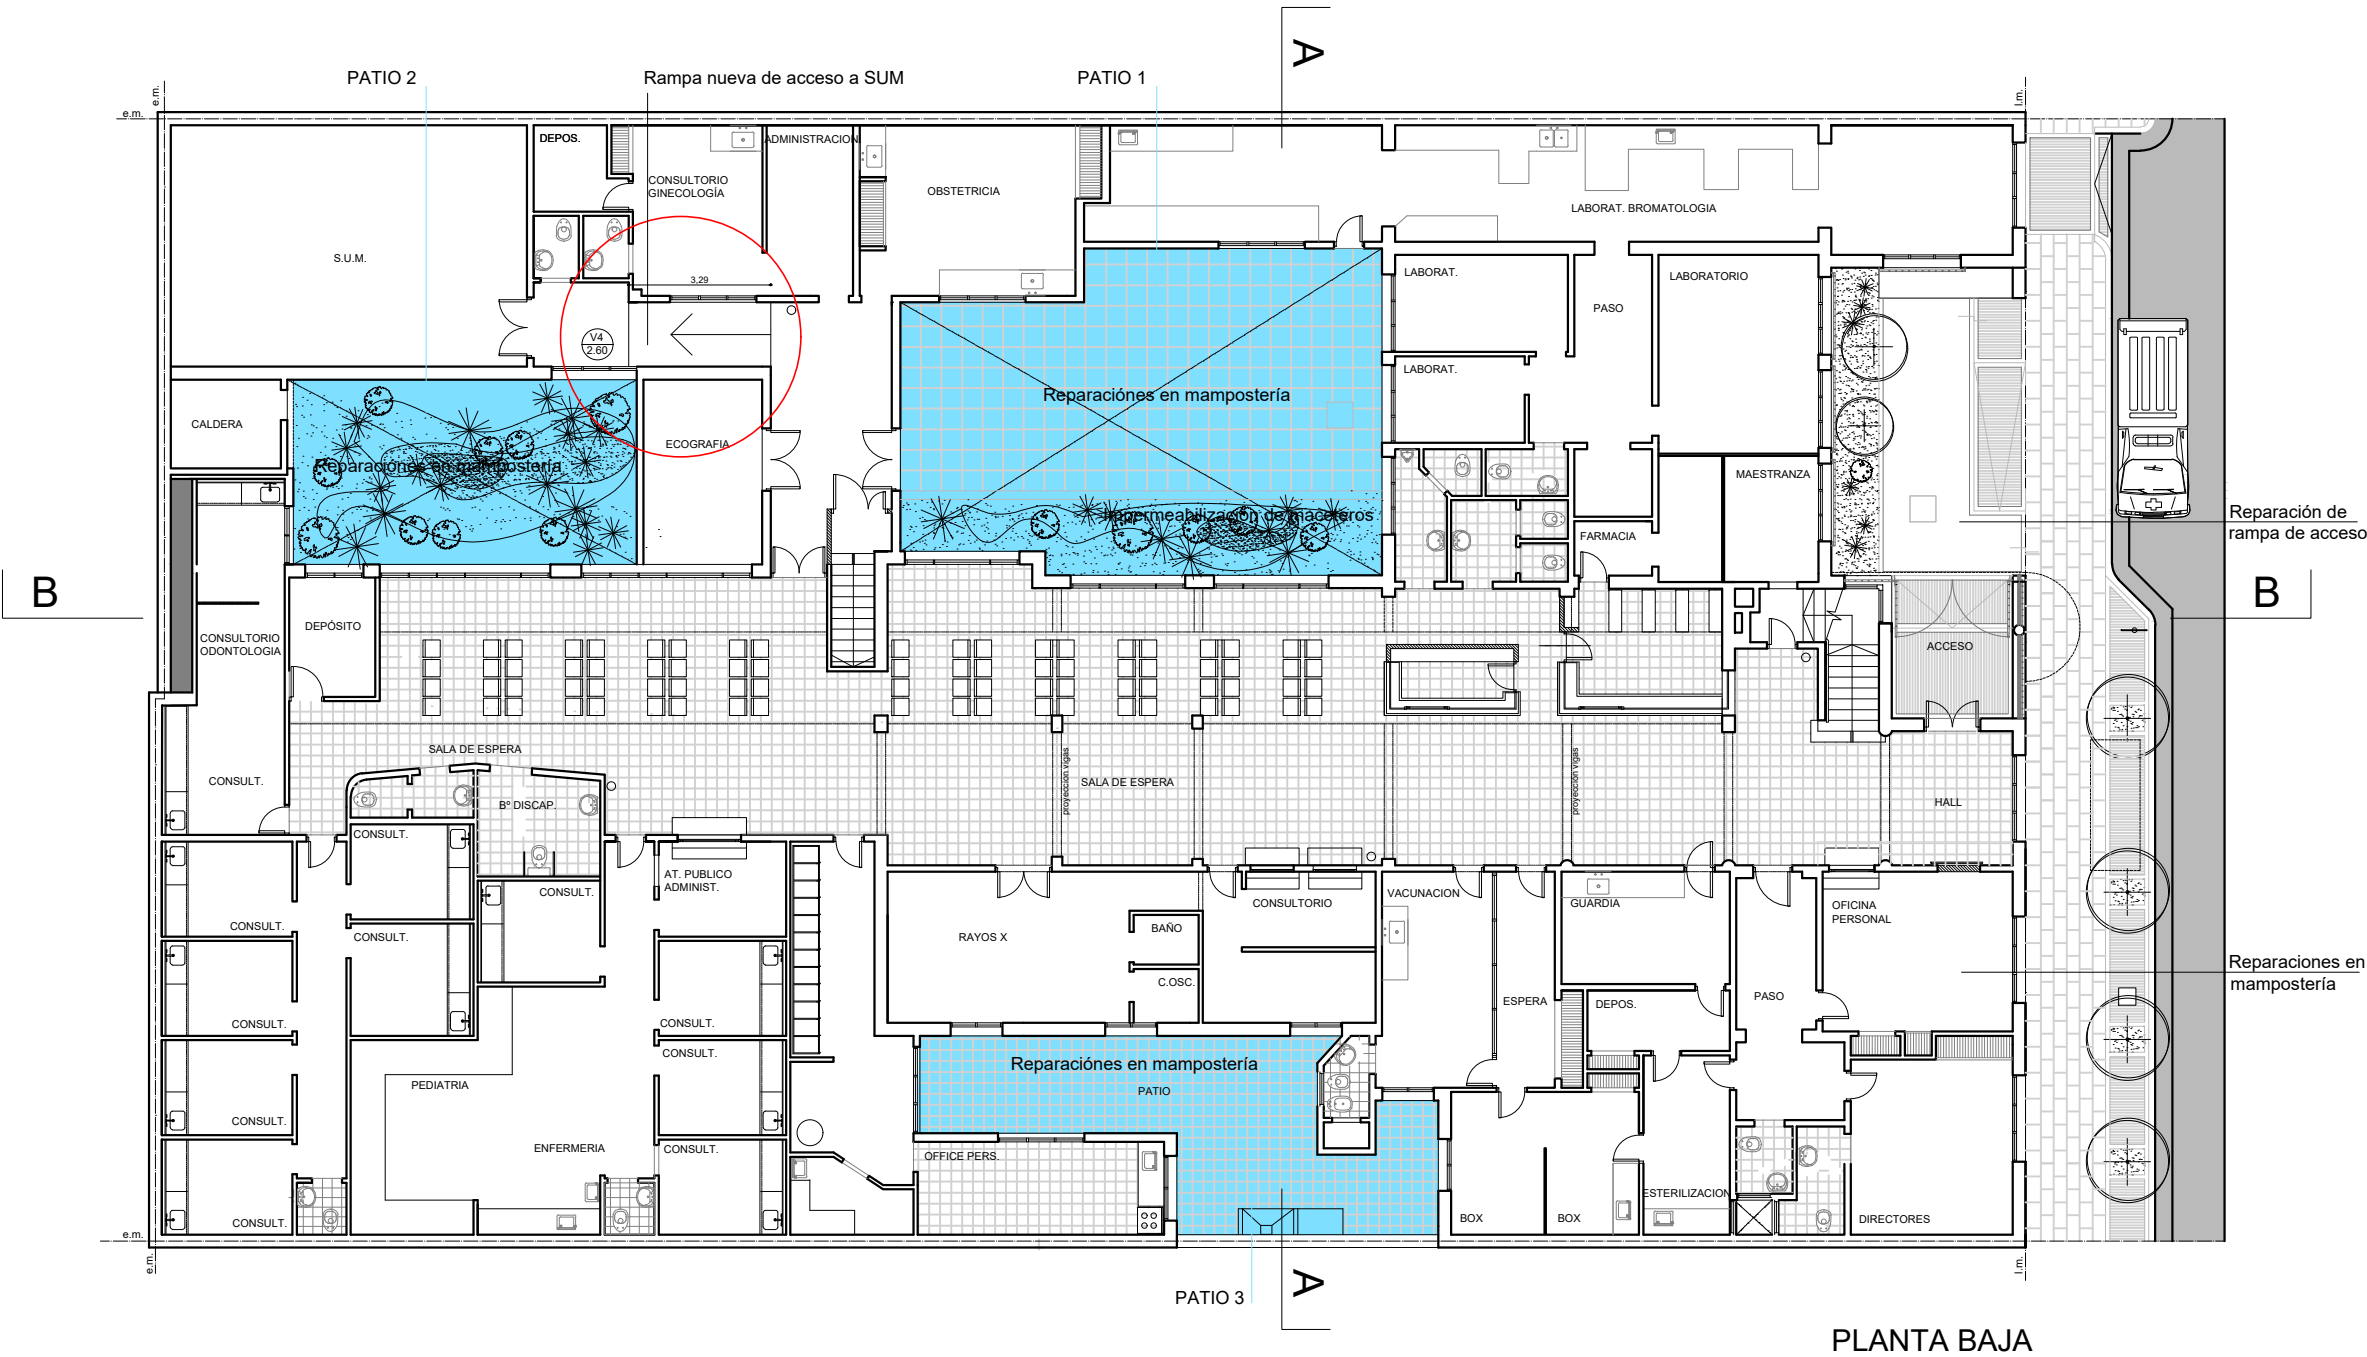 A
PATIO 2
Rampa nueva de acceso a SUM
PATIO 1
e.m.
e.m.
l.m.
DEPOS.
ADMINISTRACION
CONSULTORIO
GINECOLOGÍA
OBSTETRICIA
LABORAT. BROMATOLOGIA
S.U.M.
3,29
LABORAT.
LABORATORIO
PASO
V4
2.60
LABORAT.
Reparaciónes en mampostería
CALDERA
ECOGRAFIA
Reparaciónes en mampostería
MAESTRANZA
Impermeabilización de maceteros
Reparación de
rampa de acceso
FARMACIA
B
B
DEPÓSITO
CONSULTORIO
ODONTOLOGIA
ACCESO
SALA DE ESPERA
CONSULT.
proyección vigas
SALA DE ESPERA
proyección vigas
Bº DISCAP.
HALL
CONSULT.
AT. PUBLICO
ADMINIST.
CONSULT.
VACUNACION
CONSULTORIO
GUARDIA
OFICINA
PERSONAL
CONSULT.
BAÑO
CONSULT.
RAYOS X
Reparaciones en
mampostería
C.OSC.
PASO
ESPERA
DEPOS.
CONSULT.
CONSULT.
CONSULT.
Reparaciónes en mampostería
PEDIATRIA
PATIO
CONSULT.
ENFERMERIA
CONSULT.
OFFICE PERS.
ESTERILIZACION
CONSULT.
BOX
BOX
DIRECTORES
e.m.
e.m.
l.m.
A
PATIO 3
PLANTA BAJA